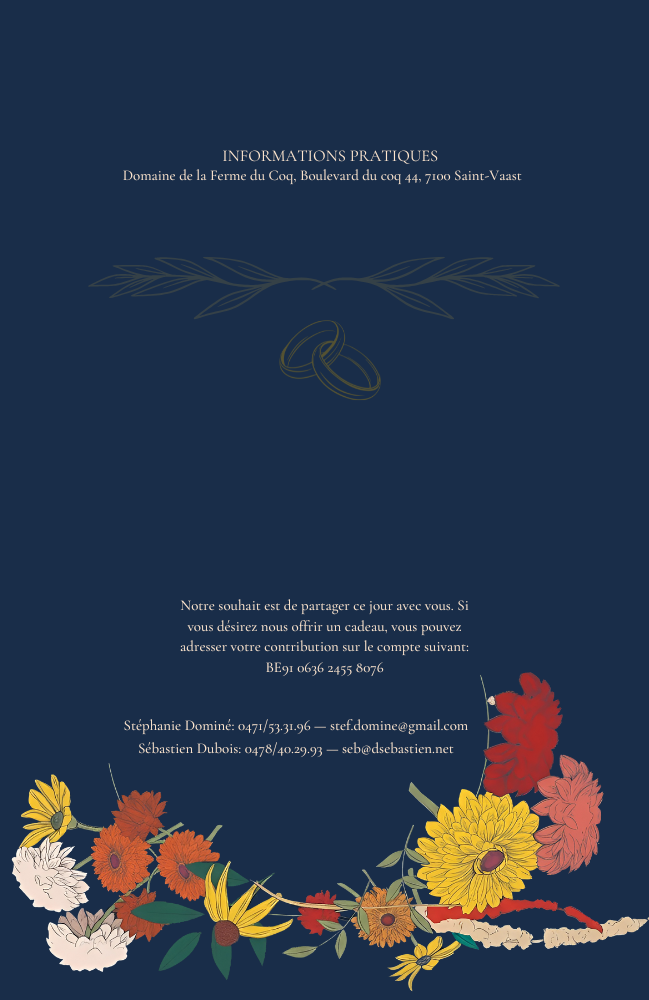 INFORMATIONS PRATIQUES
Domaine de la Ferme du Coq, Boulevard du coq 44, 7100 Saint-Vaast
Notre souhait est de partager ce jour avec vous. Si
vous désirez nous offrir un cadeau, vous pouvez
adresser votre contribution sur le compte suivant:
BE91 0636 2455 8076
Stéphanie Dominé: 0471/53.31.96 — stef.domine@gmail.com
Sébastien Dubois: 0478/40.29.93 — seb@dsebastien.net